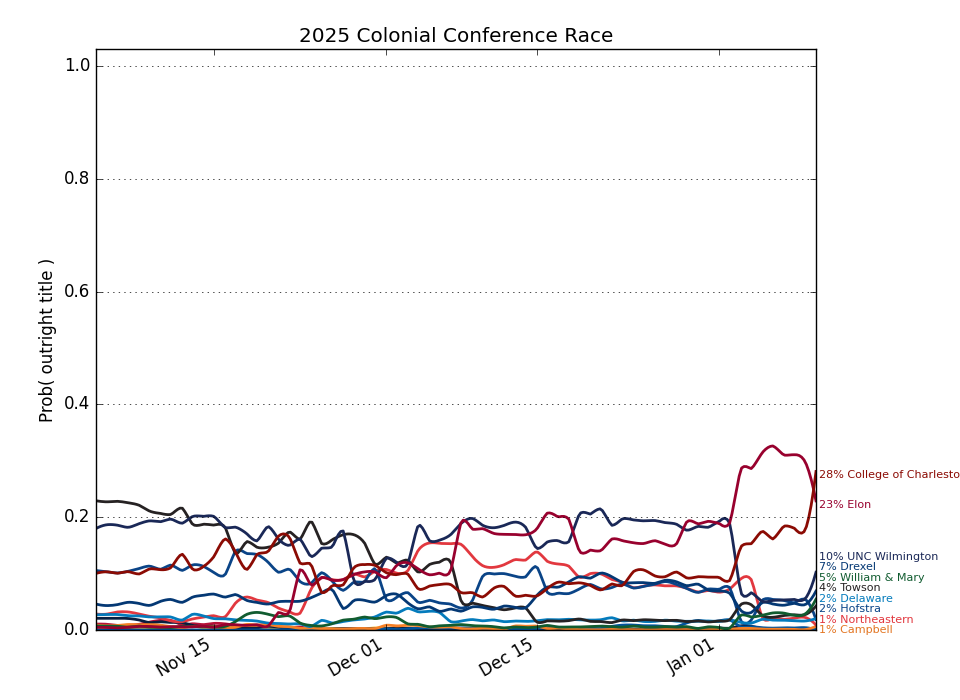 2025 Colonial Conference Race
1.0
0.8
0.6
0.4
0.2
0.0
Prob( outright title )
Nov 15
Dec 01
Dec 15
Jan 01
28% College of Charlesto
23% Elon
10% UNC Wilmington
7% Drexel
5% William & Mary
4% Towson
2% Delaware
2% Hofstra
1% Northeastern
1% Campbell